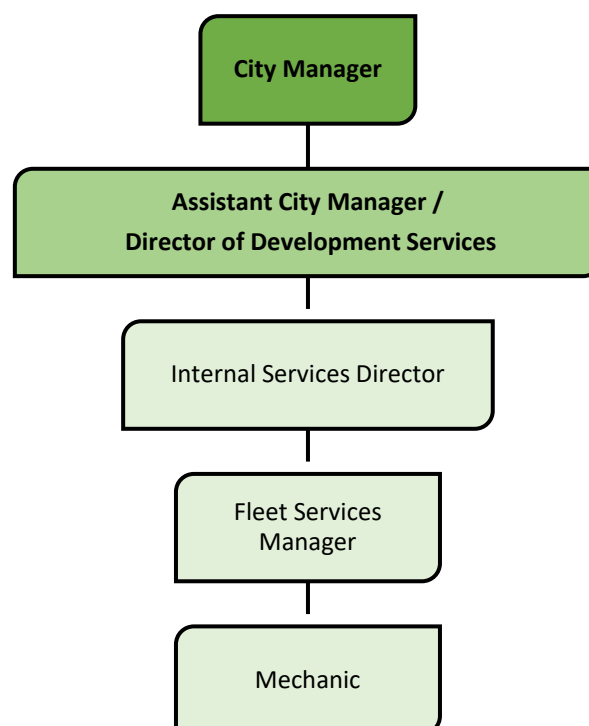 City Manager
Assistant City Manager /
Director of Development Services
Internal Services Director
Fleet Services
Manager
Mechanic